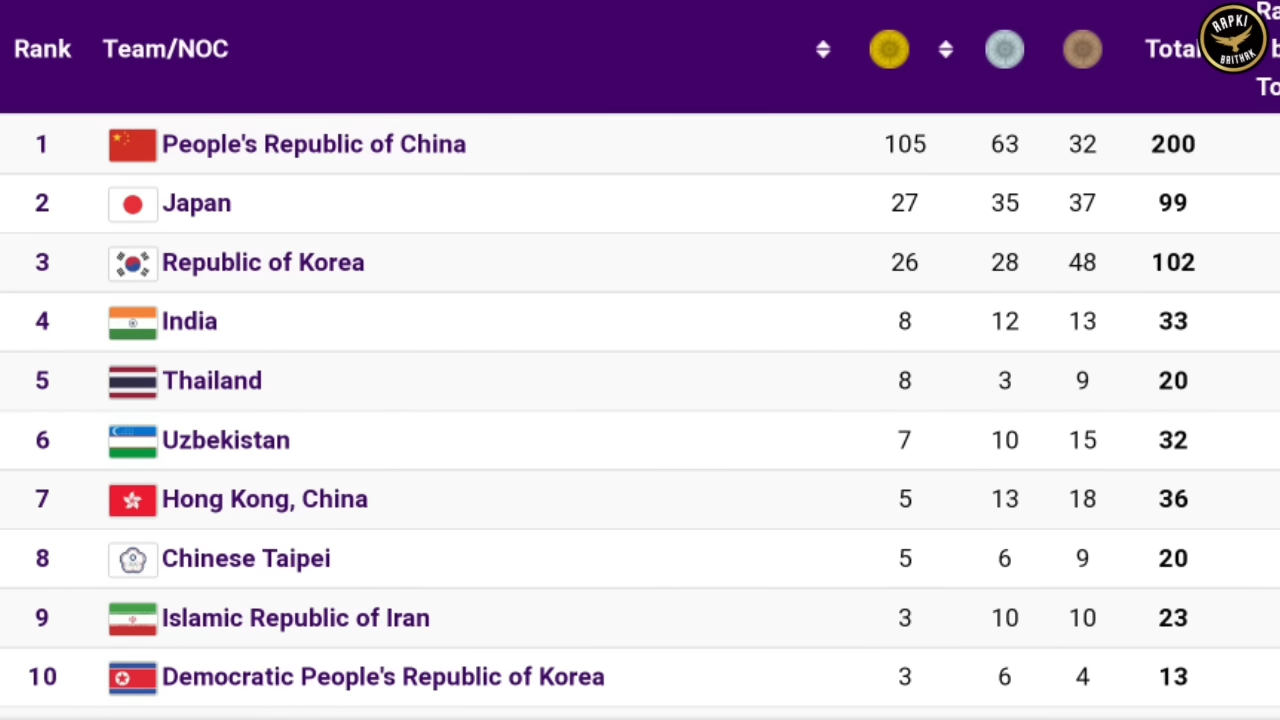 Rank Team/NOC Total Ra b To
AAPKI BAITHAK
1 People's Republic of China 105 63 32 200
2 Japan 27 35 37 99
3 Republic of Korea 26 28 48 102
4 India 8 12 13 33
5 Thailand 8 3 9 20
6 Uzbekistan 7 10 15 32
7 Hong Kong, China 5 13 18 36
8 Chinese Taipei 5 6 9 20
9 Islamic Republic of Iran 3 10 10 23
10 Democratic People's Republic of Korea 3 6 4 13